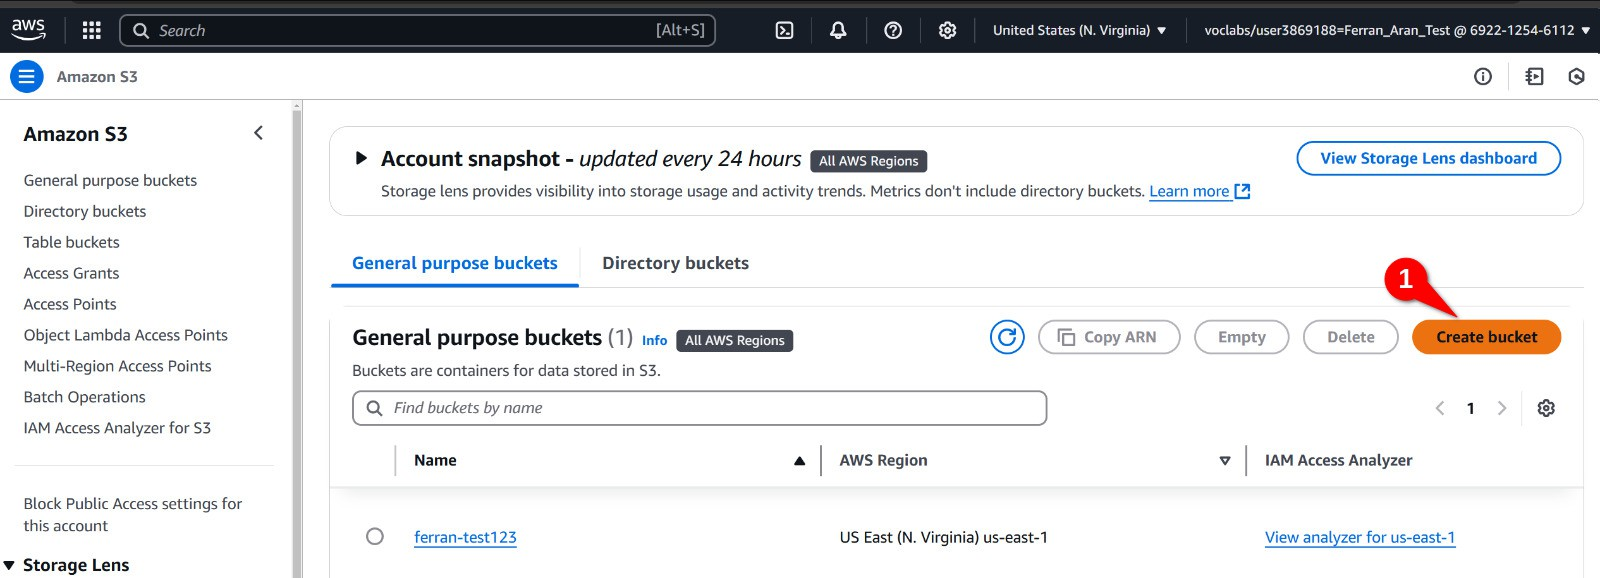 aws
Search [Alt+S]
United States (N. Virginia) ▼
voclabs/user3869188=Ferran_Aran_Test @ 6922-1254-6112 ▼
Amazon S3
Amazon S3
General purpose buckets
Directory buckets
Table buckets
Access Grants
Access Points
Object Lambda Access Points
Multi-Region Access Points
Batch Operations
IAM Access Analyzer for S3
Block Public Access settings for
this account
Storage Lens
Account snapshot - updated every 24 hours All AWS Regions
View Storage Lens dashboard
Storage lens provides visibility into storage usage and activity trends. Metrics don't include directory buckets. Learn more
General purpose buckets Directory buckets
1
General purpose buckets (1) Info All AWS Regions
Copy ARN Empty Delete Create bucket
Buckets are containers for data stored in S3.
Find buckets by name
1
Name AWS Region IAM Access Analyzer
ferran-test123 US East (N. Virginia) us-east-1 View analyzer for us-east-1